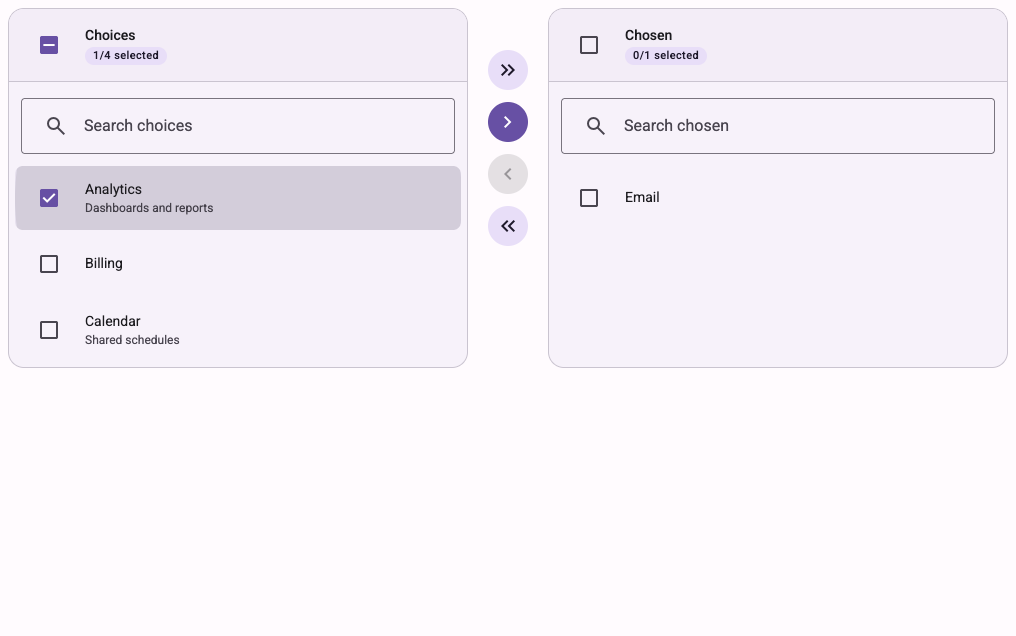 Choices
1/4 selected
Search choices
Analytics
Dashboards and reports
Billing
Calendar
Shared schedules
Chosen
0/1 selected
Search chosen
Email